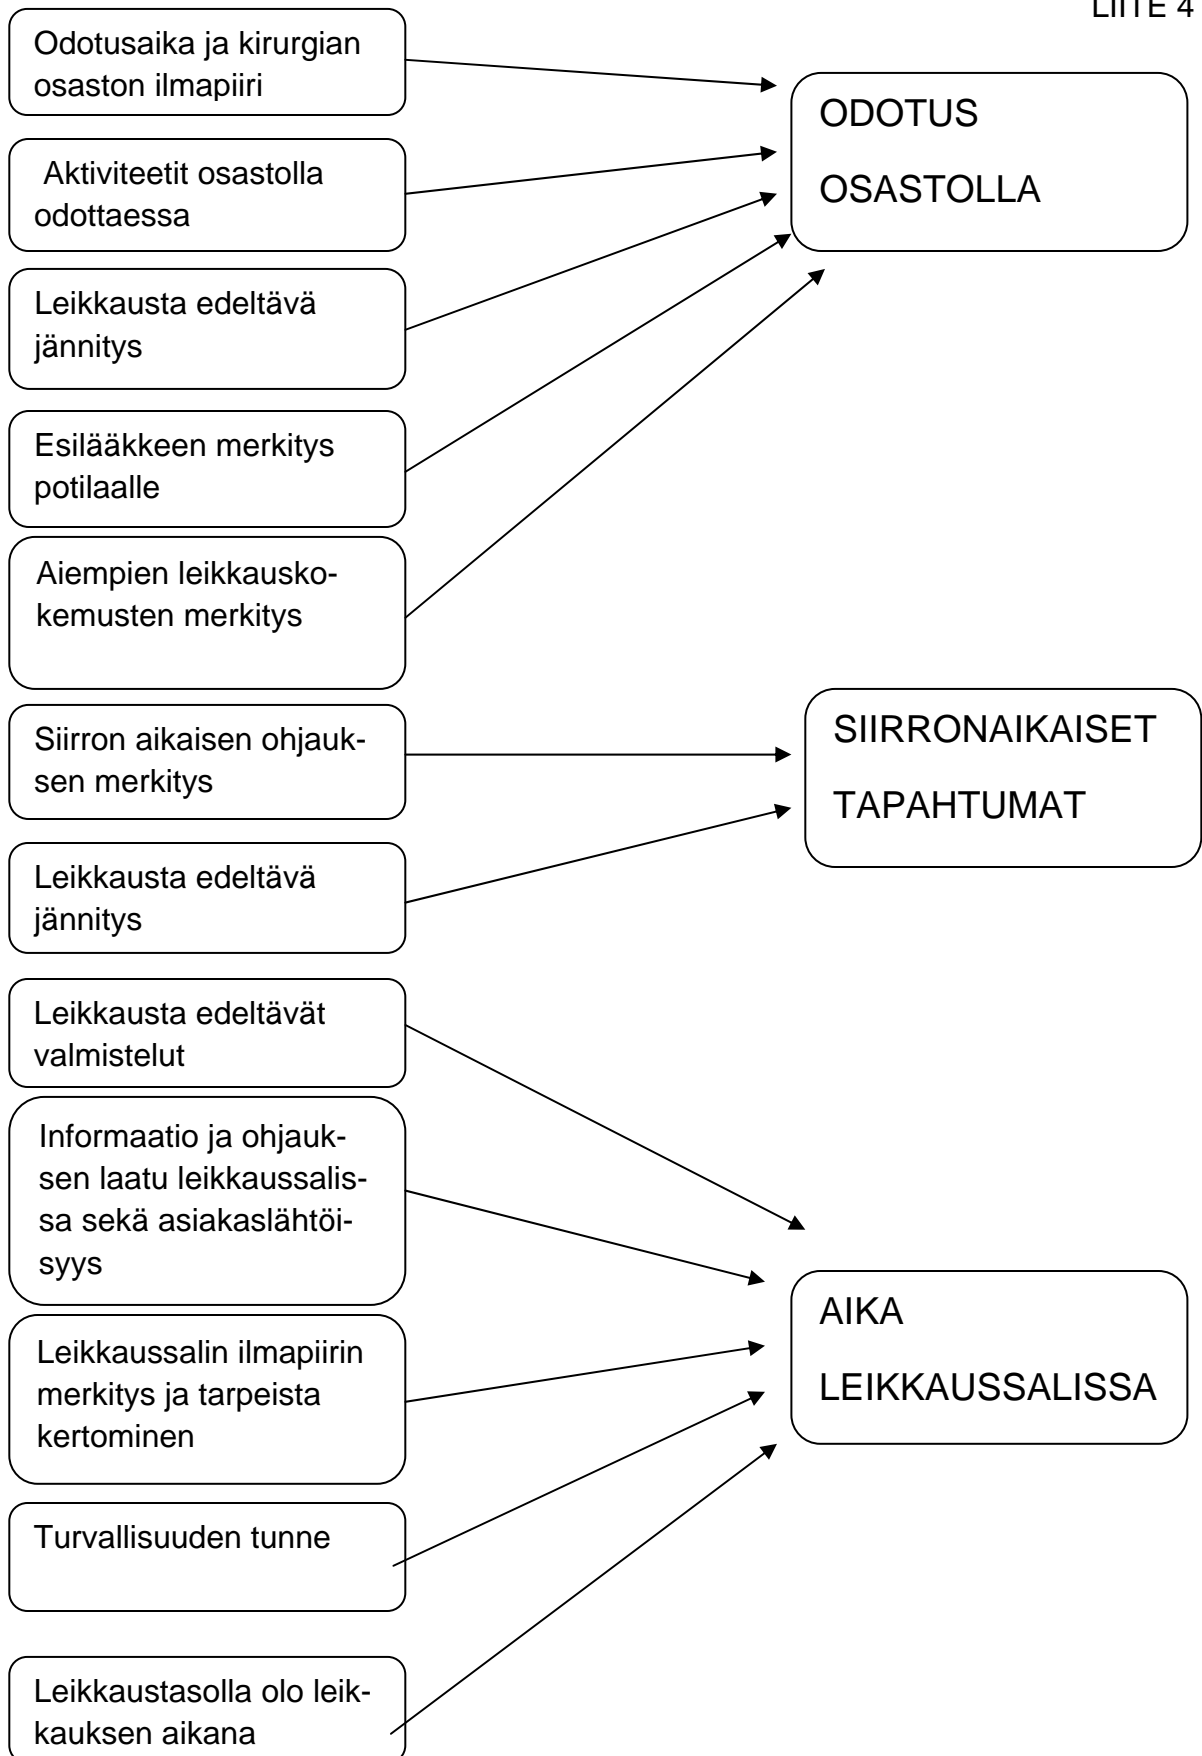 LIITE 4
Odotusaika ja kirurgian
osaston ilmapiiri
ODOTUS
OSASTOLLA
Aktiviteetit osastolla
odottaessa
Leikkausta edeltävä
jännitys
Esilääkkeen merkitys
potilaalle
Aiempien leikkausko-
kemusten merkitys
Siirron aikaisen ohjauk-
sen merkitys
SIIRRONAIKAISET
TAPAHTUMAT
Leikkausta edeltävä
jännitys
Leikkausta edeltävät
valmistelut
Informaatio ja ohjauk-
sen laatu leikkaussalis-
sa sekä asiakaslähtöi-
syys
AIKA
LEIKKAUSSALISSA
Leikkaussalin ilmapiirin
merkitys ja tarpeista
kertominen
Turvallisuuden tunne
Leikkaustasolla olo leik-
kauksen aikana